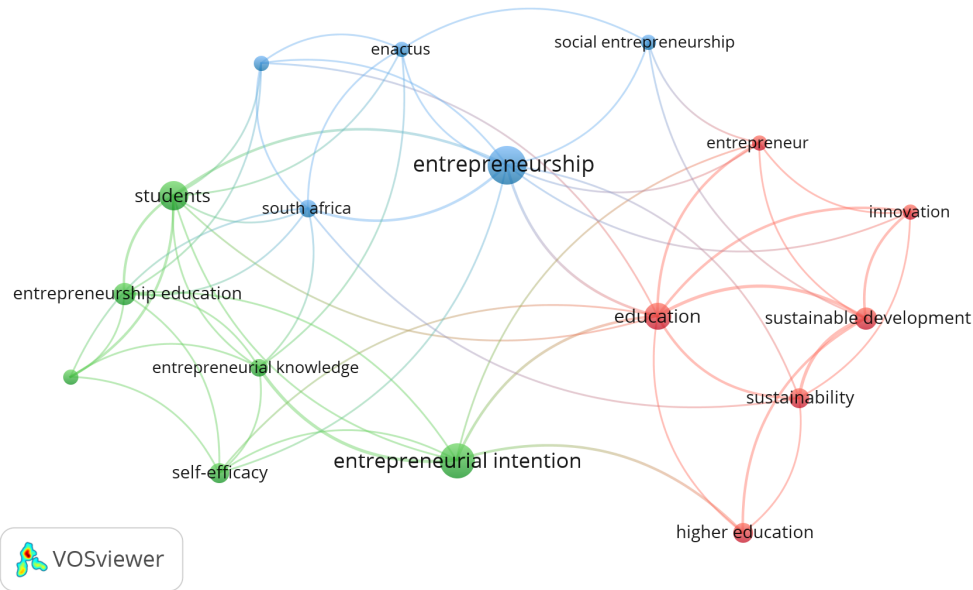 enactus
social entrepreneurship
entrepreneur
entrepreneurship
students
south africa
innovation
entrepreneurship education
education
sustainable development
entrepreneurial knowledge
sustainability
self-efficacy
entrepreneurial intention
higher education
VOSviewer